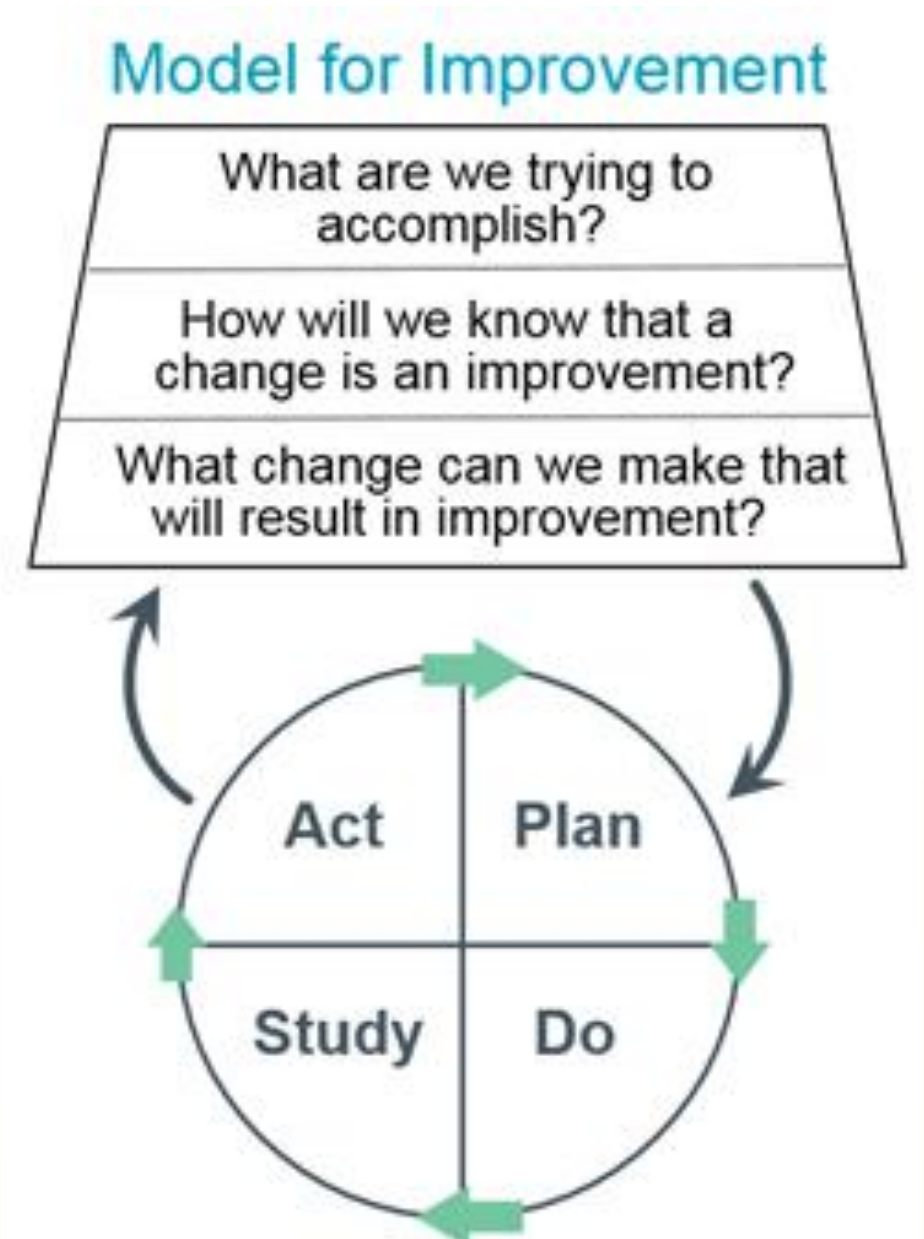 Model for Improvement
What are we trying to
accomplish?
How will we know that a
change is an improvement?
What change can we make that
will result in improvement?
Act
Plan
Study
Do